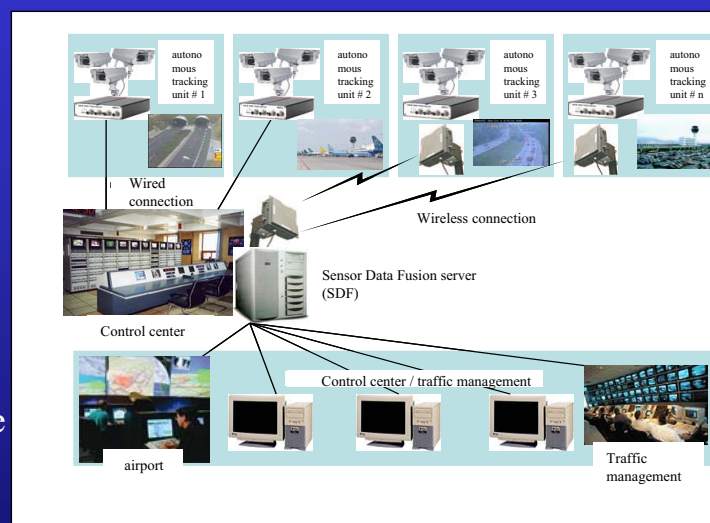 autono
mous
tracking
unit # 1
autono
mous
tracking
unit # 2
autono
mous
tracking
unit # 3
autono
mous
tracking
unit # n
Wired
connection
Wireless connection
Sensor Data Fusion server
(SDF)
Control center
Control center / traffic management
e
airport
Traffic
management